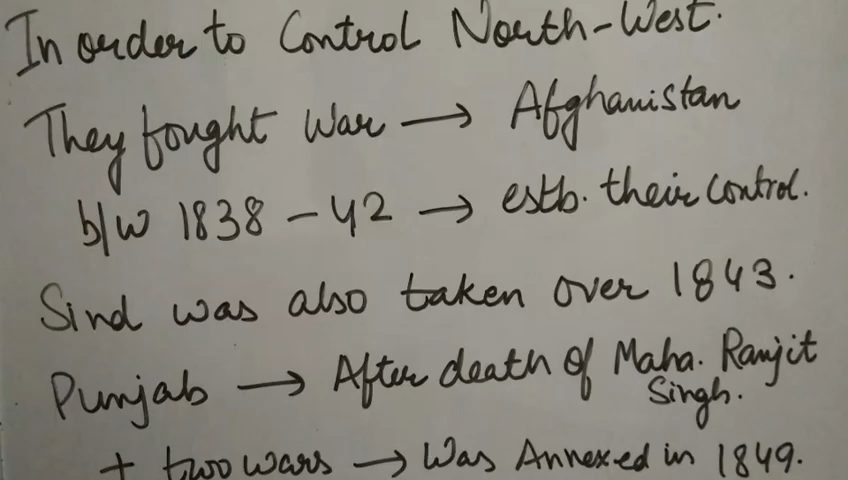 In order to Control North-West.
They fought War → Afghanistan
b/w 1838 - 42 → estb. their control.
Sind was also taken over 1843.
Punjab → After death of Maha. Ranjit Singh.
+ two wars → Was Annexed in 1849.